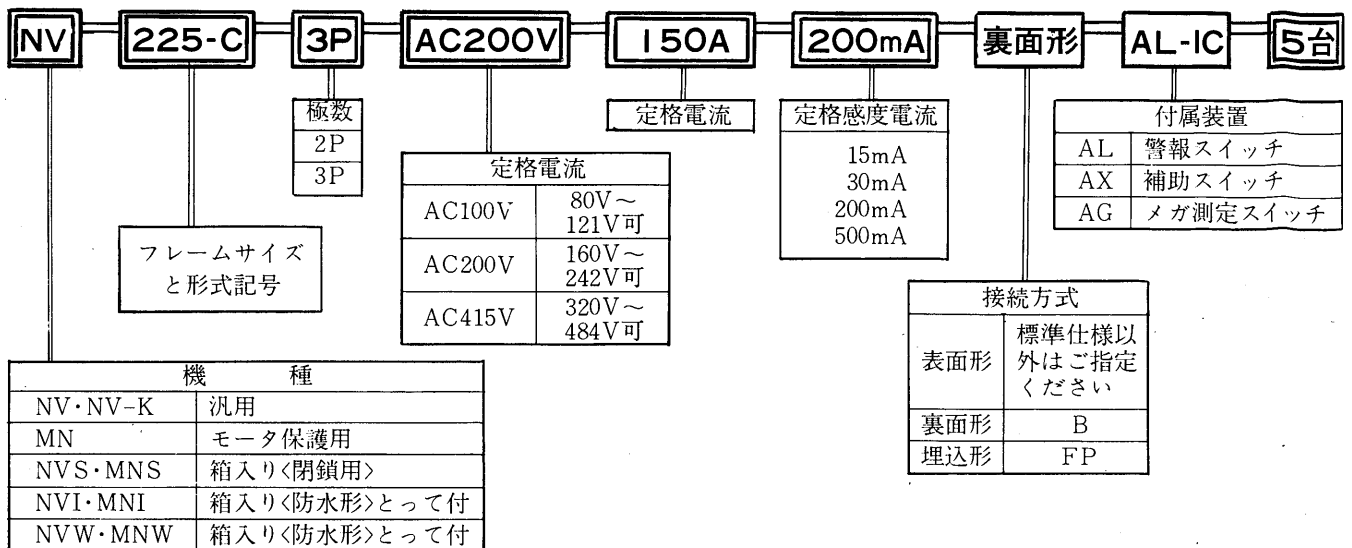 NV 225-C 3P AC200V 150A 200mA 裏面形 AL-1C 5台
極数
2P
3P
定格電流
定格感度電流
15mA
30mA
200mA
500mA
付属装置
AL 警報スイッチ
AX 補助スイッチ
AG メガ測定スイッチ
定格電流
AC100V 80V～
121V可
AC200V 160V～
242V可
AC415V 320V～
484V可
フレームサイズ
と形式記号
接続方式
表面形 標準仕様以
外はご指定
ください
裏面形 B
埋込形 FP
機種
NV・NV-K 汎用
MN モータ保護用
NVS・MNS 箱入り<閉鎖用>
NVI・MNI 箱入り<防水形>とって付
NVW・MNW 箱入り<防水形>とって付